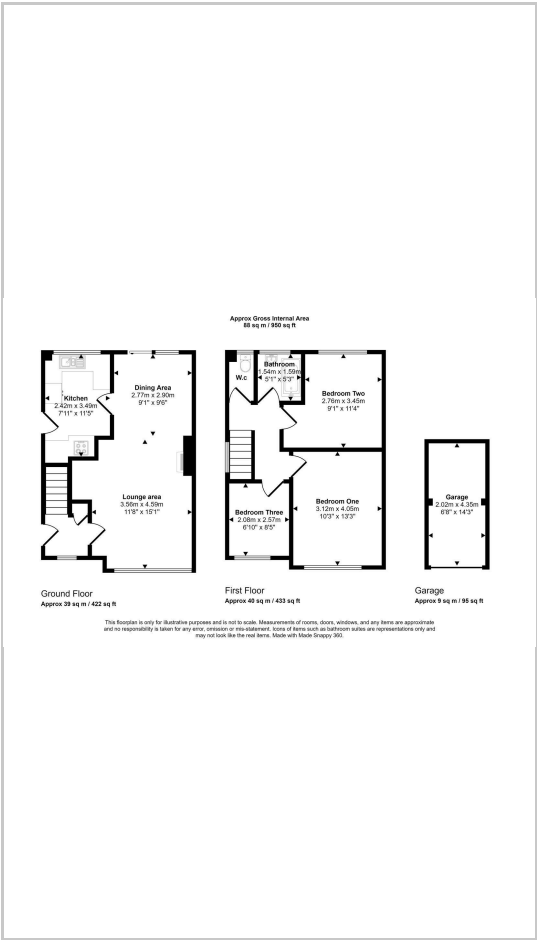 Approx Gross Internal Area
88 sq m / 950 sq ft
Kitchen
2.42m x 3.49m
7'11" x 11'5"
Dining Area
2.77m x 2.90m
9'1" x 9'6"
Lounge area
3.56m x 4.59m
11'8" x 15'1"
Ground Floor
Approx 39 sq m / 422 sq ft
W.c
Bathroom
1.54m x 1.59m
5'1" x 5'3"
Bedroom Two
2.76m x 3.45m
9'1" x 11'4"
Bedroom Three
2.08m x 2.57m
6'10" x 8'5"
Bedroom One
3.12m x 4.05m
10'3" x 13'3"
First Floor
Approx 40 sq m / 433 sq ft
Garage
2.02m x 4.35m
6'8" x 14'3"
Garage
Approx 9 sq m / 95 sq ft
This floorplan is only for illustrative purposes and is not to scale. Measurements of rooms, doors, windows, and any items are approximate
and no responsibility is taken for any error, omission or mis-statement. Icons of items such as bathroom suites are representations only and
may not look like the real items. Made with Made Snappy 360.